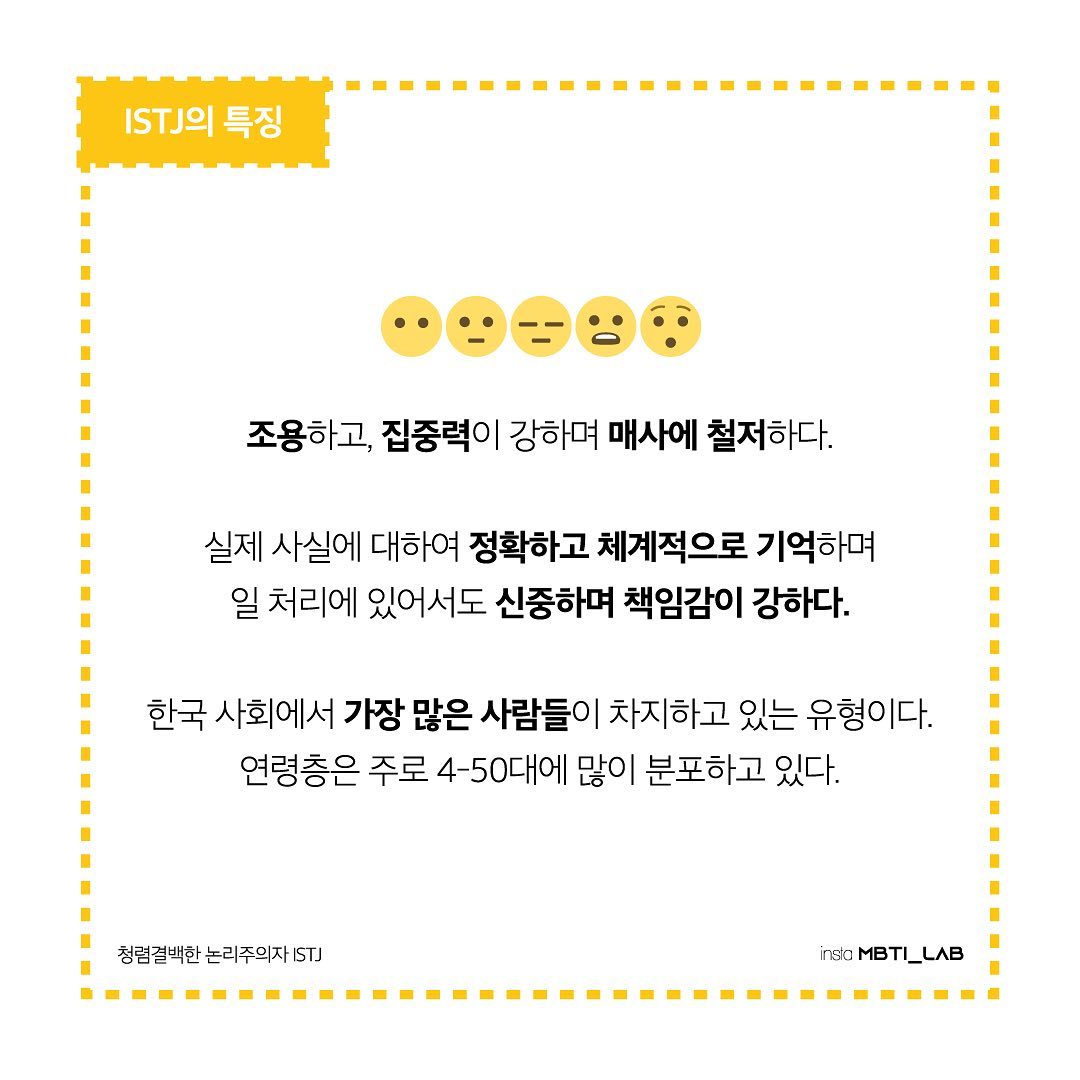 ISTJ의 특징
조용하고, 집중력이 강하며 매사에 철저하다.
실제 사실에 대하여 정확하고 체계적으로 기억하며
일 처리에 있어서도 신중하며 책임감이 강하다.
한국 사회에서 가장 많은 사람들이 차지하고 있는 유형이다.
연령층은 주로 4-50대에 많이 분포하고 있다.
청렴결백한 논리주의자 ISTJ
insta MBTI_LAB